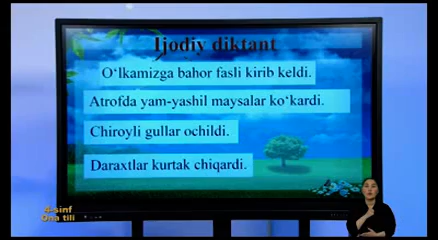 Ijodiy diktant
O‘lkamizga bahor fasli kirib keldi.
Atrofda yam-yashil maysalar ko‘kardi.
Chiroyli gullar ochildi.
Daraxtlar kurtak chiqardi.
4-sinf
Ona tili